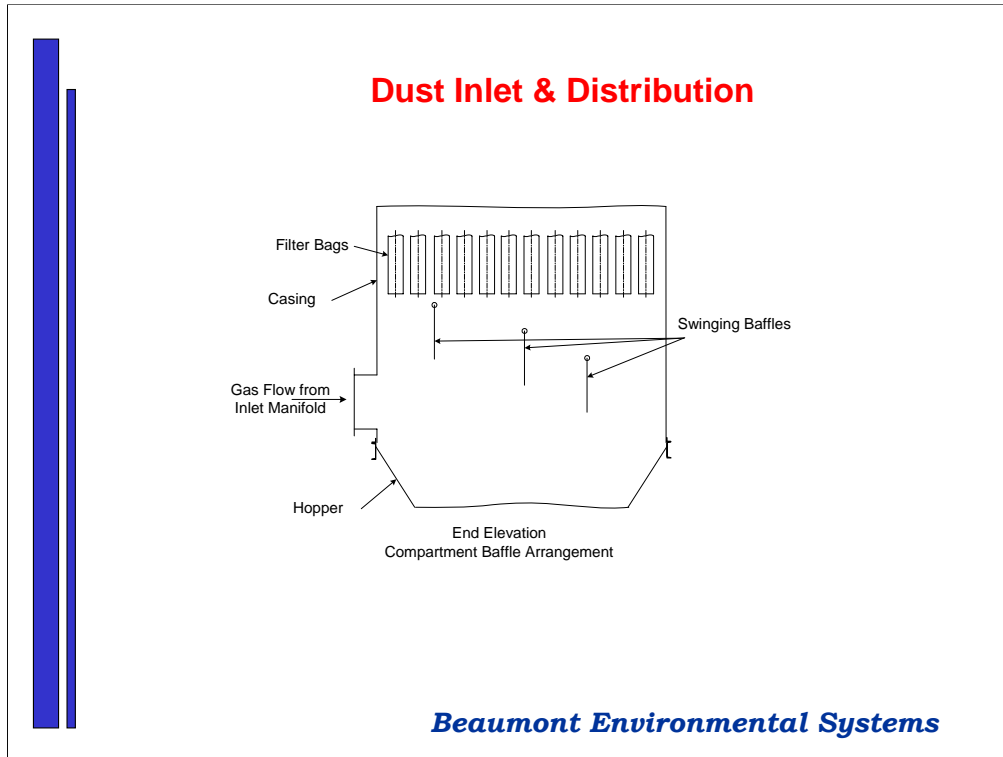 Dust Inlet & Distribution
Filter Bags
Casing
Swinging Baffles
Gas Flow from
Inlet Manifold
Hopper
End Elevation
Compartment Baffle Arrangement
Beaumont Environmental Systems